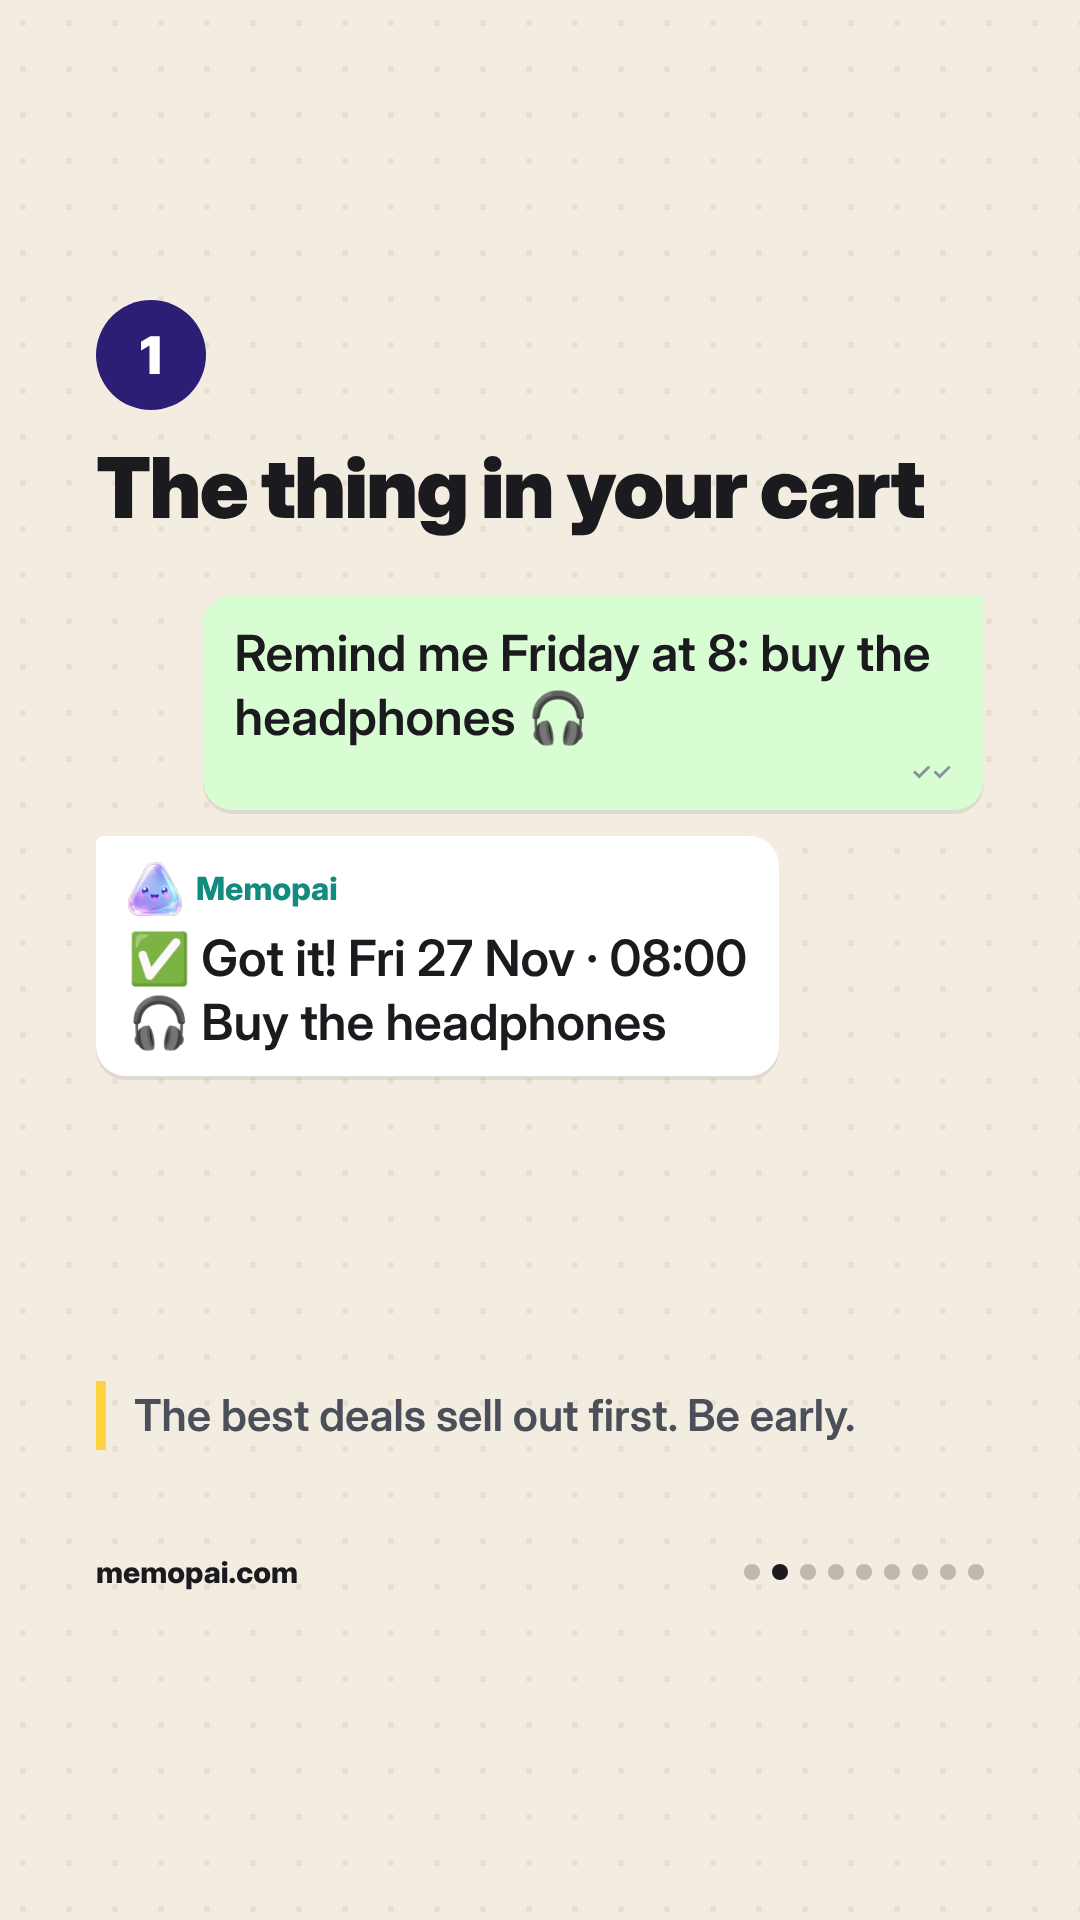 1
The thing in your cart
Remind me Friday at 8: buy the
headphones 🎧
Memopai
✅ Got it! Fri 27 Nov · 08:00
🎧 Buy the headphones
The best deals sell out first. Be early.
memopai.com